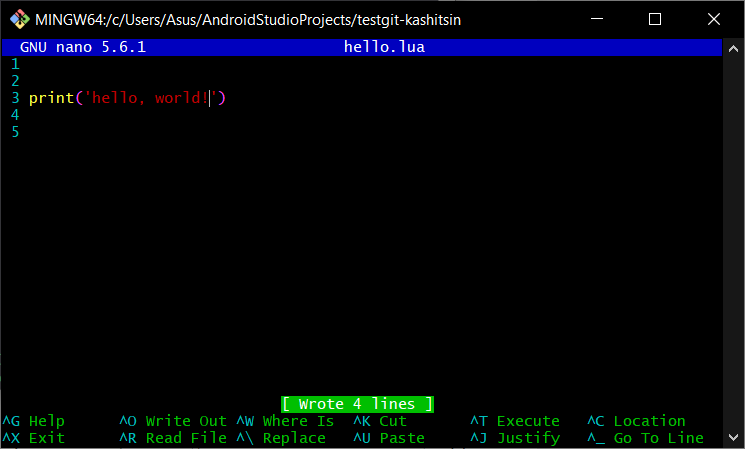 MINGW64:/c/Users/Asus/AndroidStudioProjects/testgit-kashitsin
GNU nano 5.6.1 hello.lua
1
2
3 print('hello, world!')
4
5
[ Wrote 4 lines ]
^G Help ^O Write Out ^W Where Is ^K Cut ^T Execute ^C Location
^X Exit ^R Read File ^\ Replace ^U Paste ^J Justify ^_ Go To Line